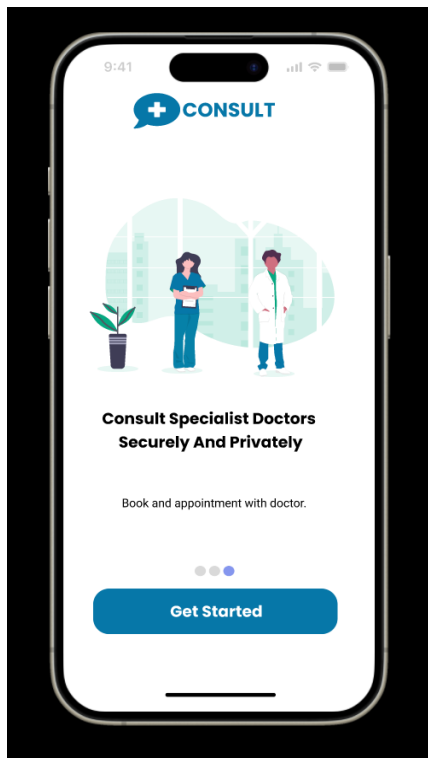 9:41
CONSULT
Consult Specialist Doctors
Securely And Privately
Book and appointment with doctor.
Get Started